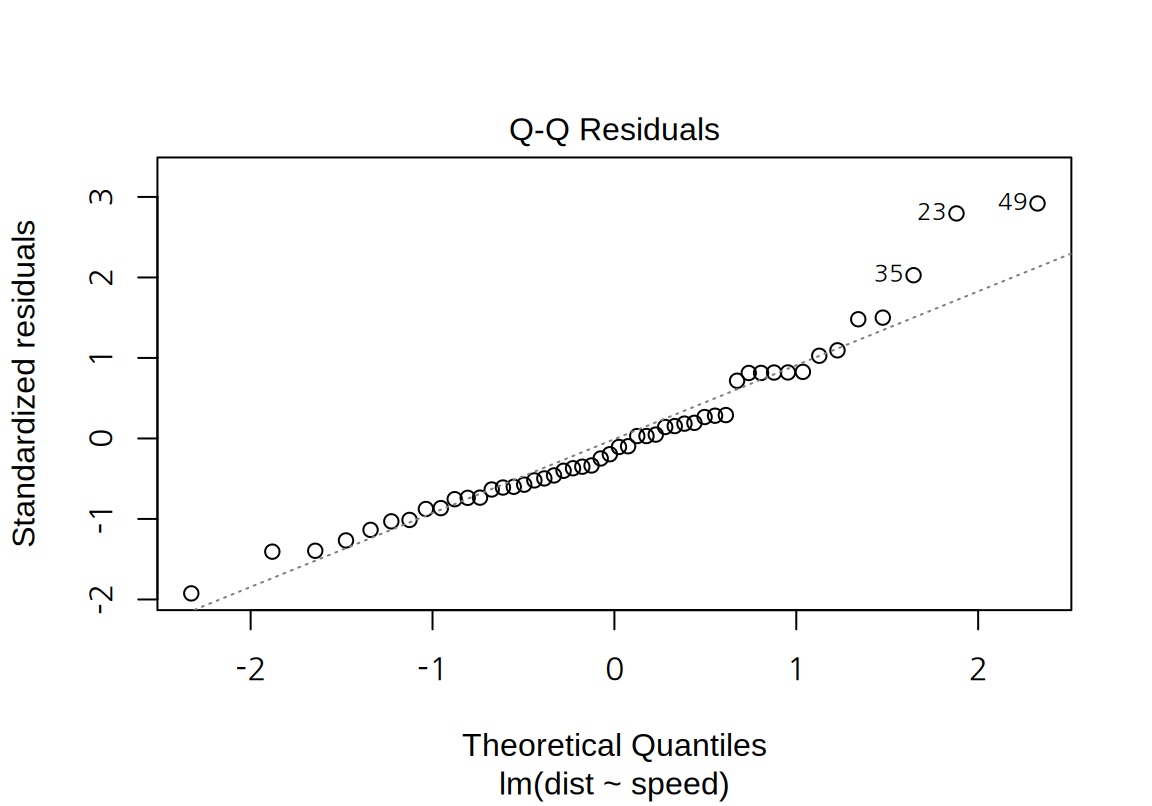 Q-Q Residuals
Standardized residuals
3
2
1
0
-1
-2
23
49
35
-2 -1 0 1 2
Theoretical Quantiles
lm(dist ~ speed)